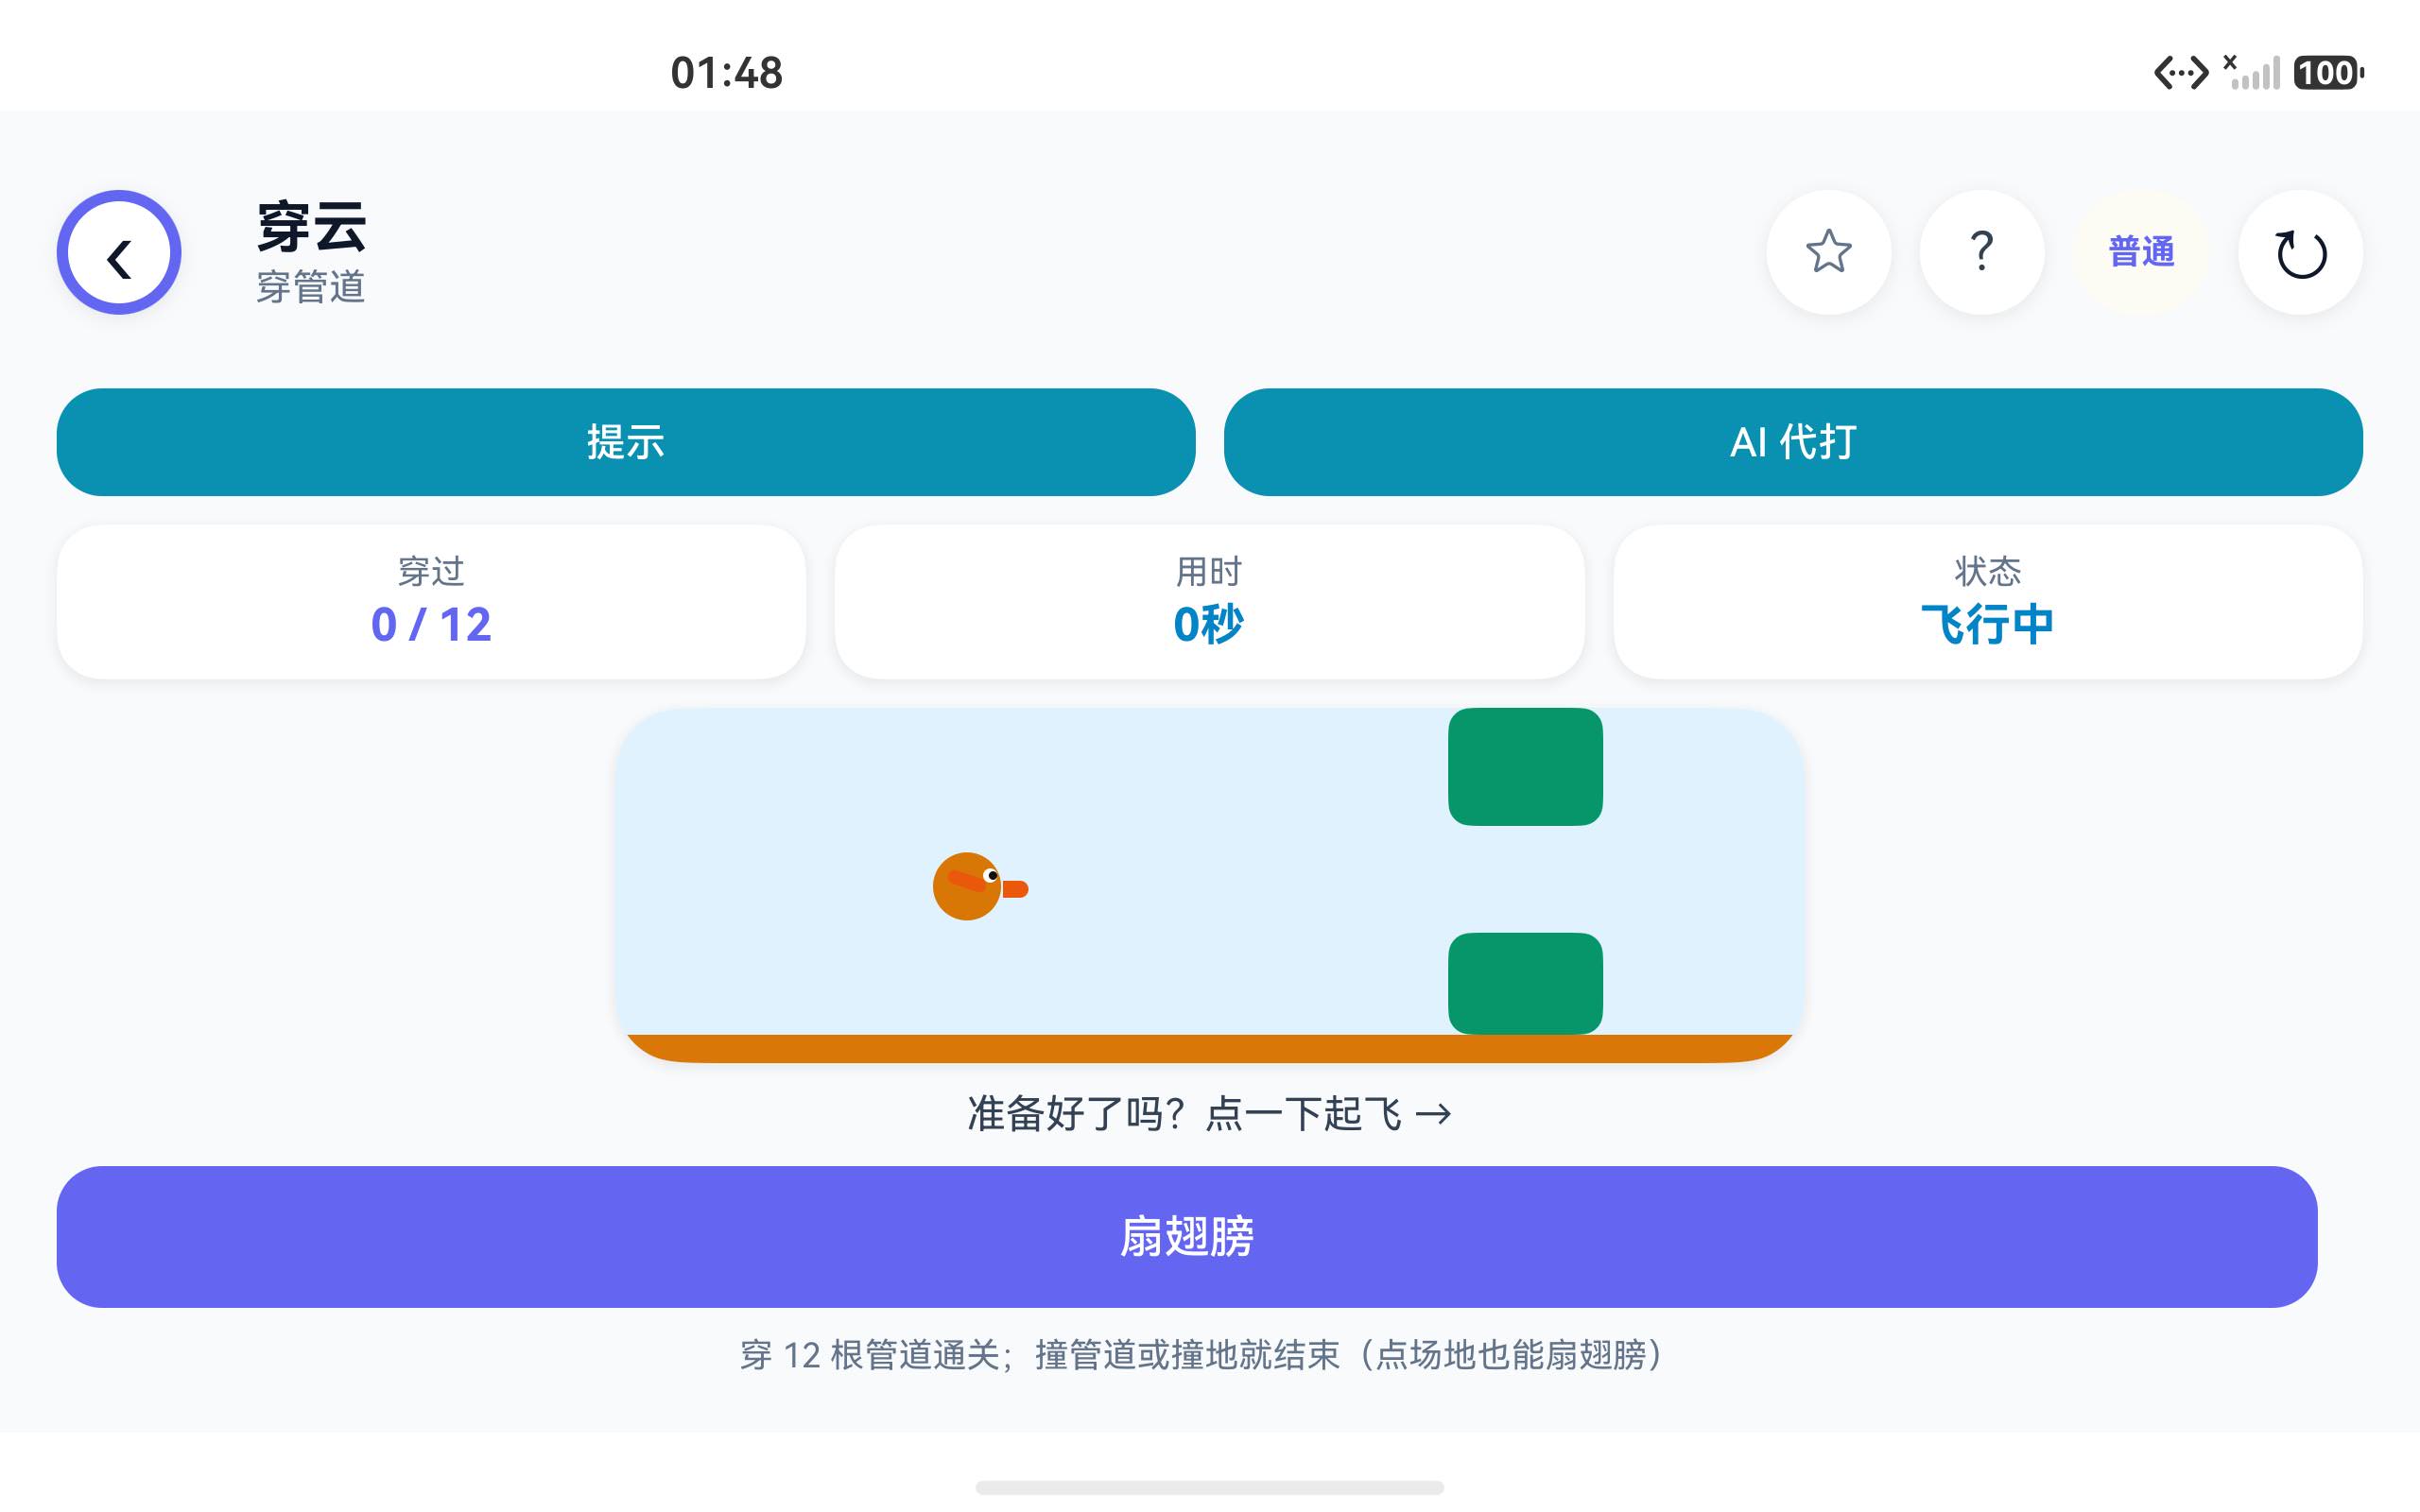 01:48
100
穿云
穿管道
?
普通
提示
AI 代打
穿过
0 / 12
用时
0秒
状态
飞行中
准备好了吗？点一下起飞 →
扇翅膀
穿 12 根管道通关；撞管道或撞地就结束（点场地也能扇翅膀）